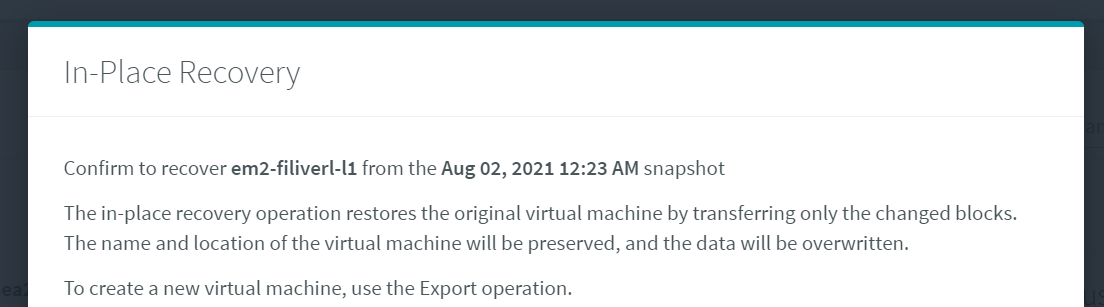 In-Place Recovery
Confirm to recover em2-filiverl-l1 from the Aug 02, 2021 12:23 AM snapshot
The in-place recovery operation restores the original virtual machine by transferring only the changed blocks.
The name and location of the virtual machine will be preserved, and the data will be overwritten.
To create a new virtual machine, use the Export operation.